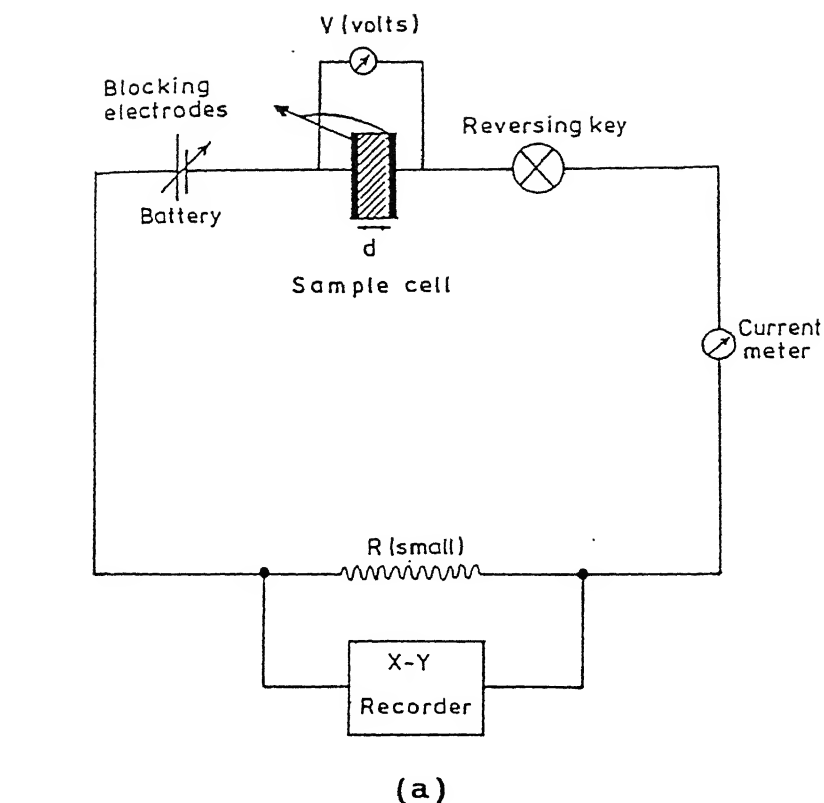 V (volts)
Blocking
electrodes
Reversing key
Battery
d
Sample cell
Current
meter
R (small)
X-Y
Recorder
(a)